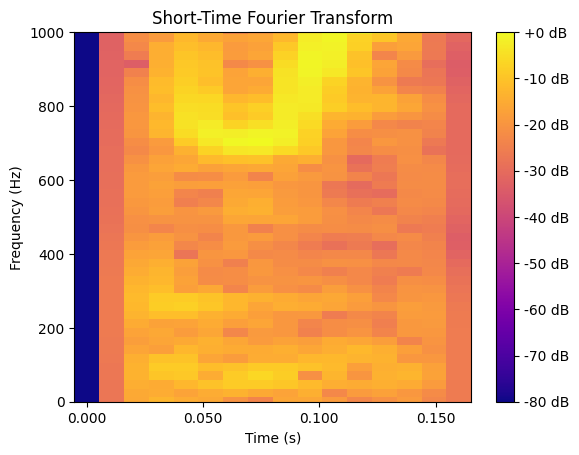 Short-Time Fourier Transform
1000
800
600
400
200
0
Frequency (Hz)
0.000
0.050
0.100
0.150
Time (s)
+0 dB
-10 dB
-20 dB
-30 dB
-40 dB
-50 dB
-60 dB
-70 dB
-80 dB